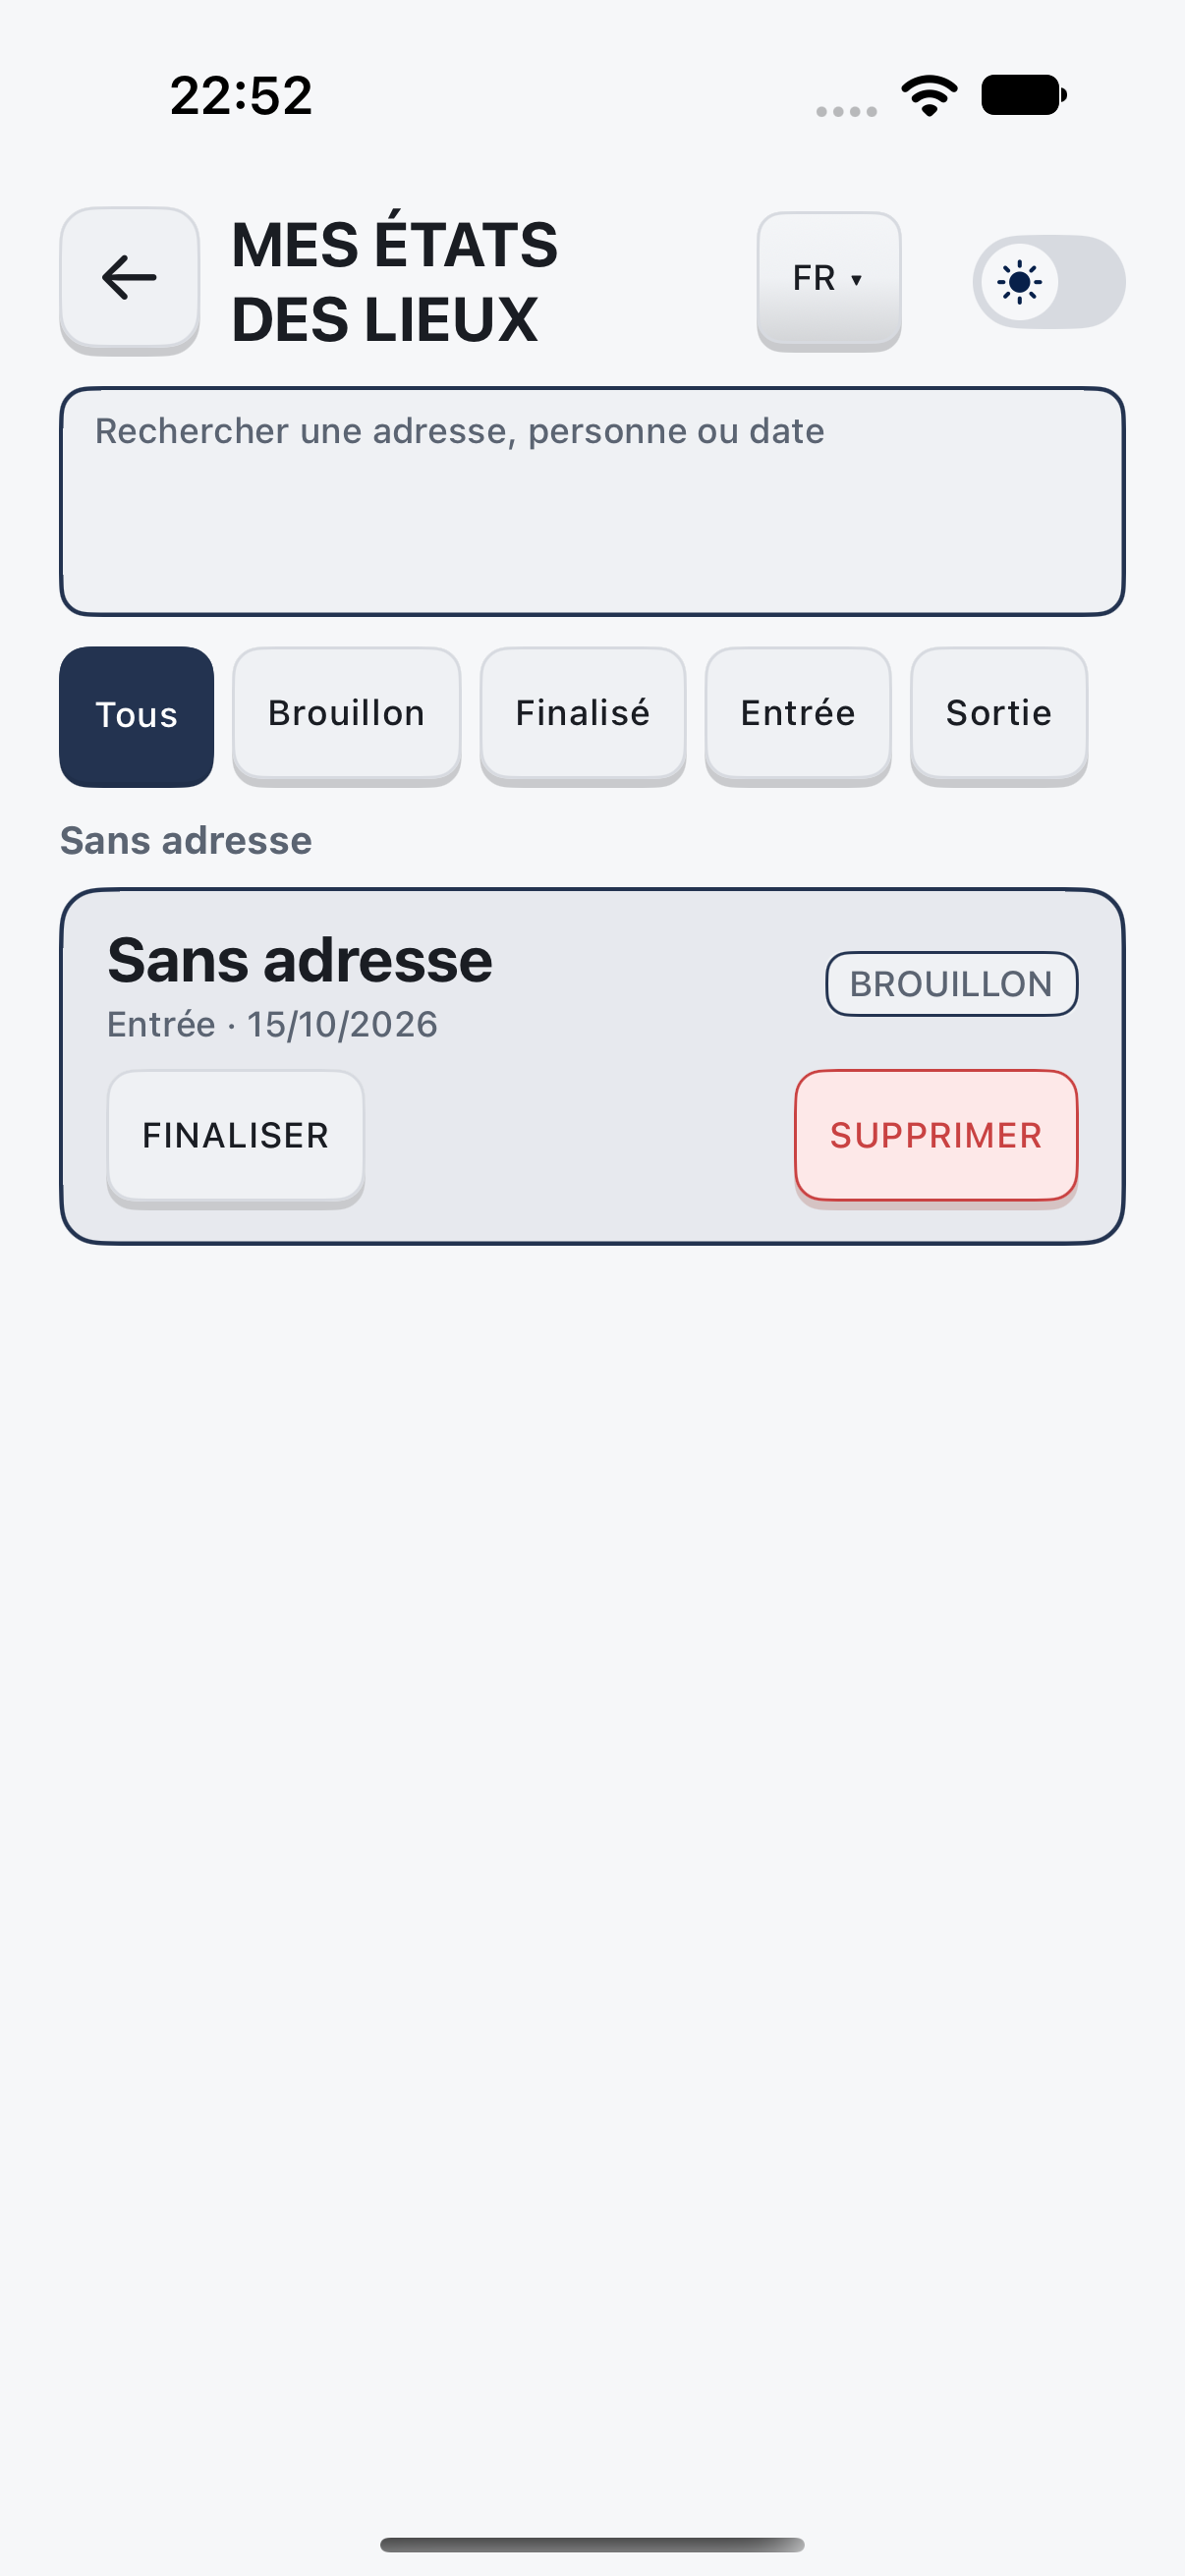 22:52
MES ÉTATS
DES LIEUX
FR ▾
Rechercher une adresse, personne ou date
Tous Brouillon Finalisé Entrée Sortie
Sans adresse
Sans adresse
BROUILLON
Entrée · 15/10/2026
FINALISER SUPPRIMER